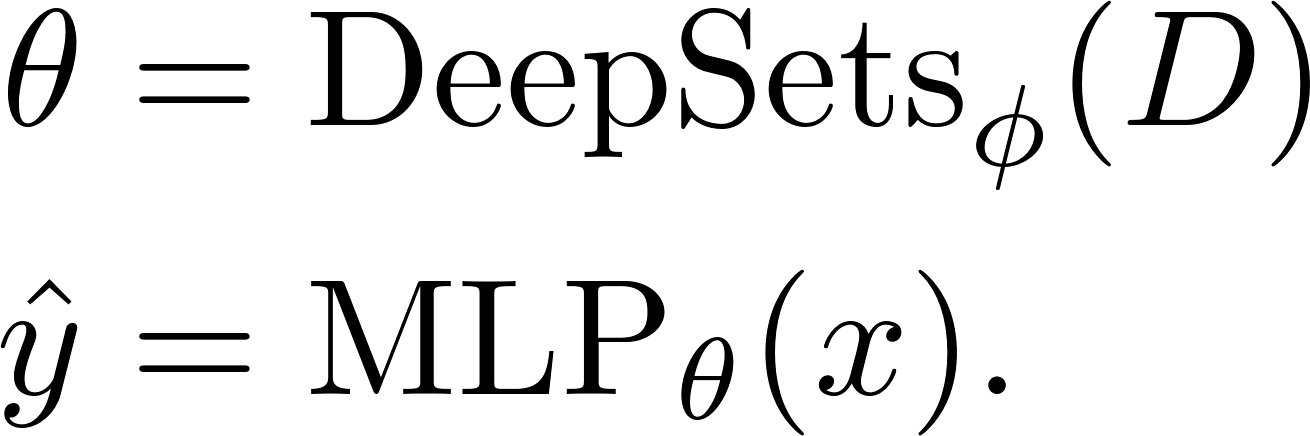 θ = DeepSets_ϕ(D)
ŷ = MLP_θ(x).